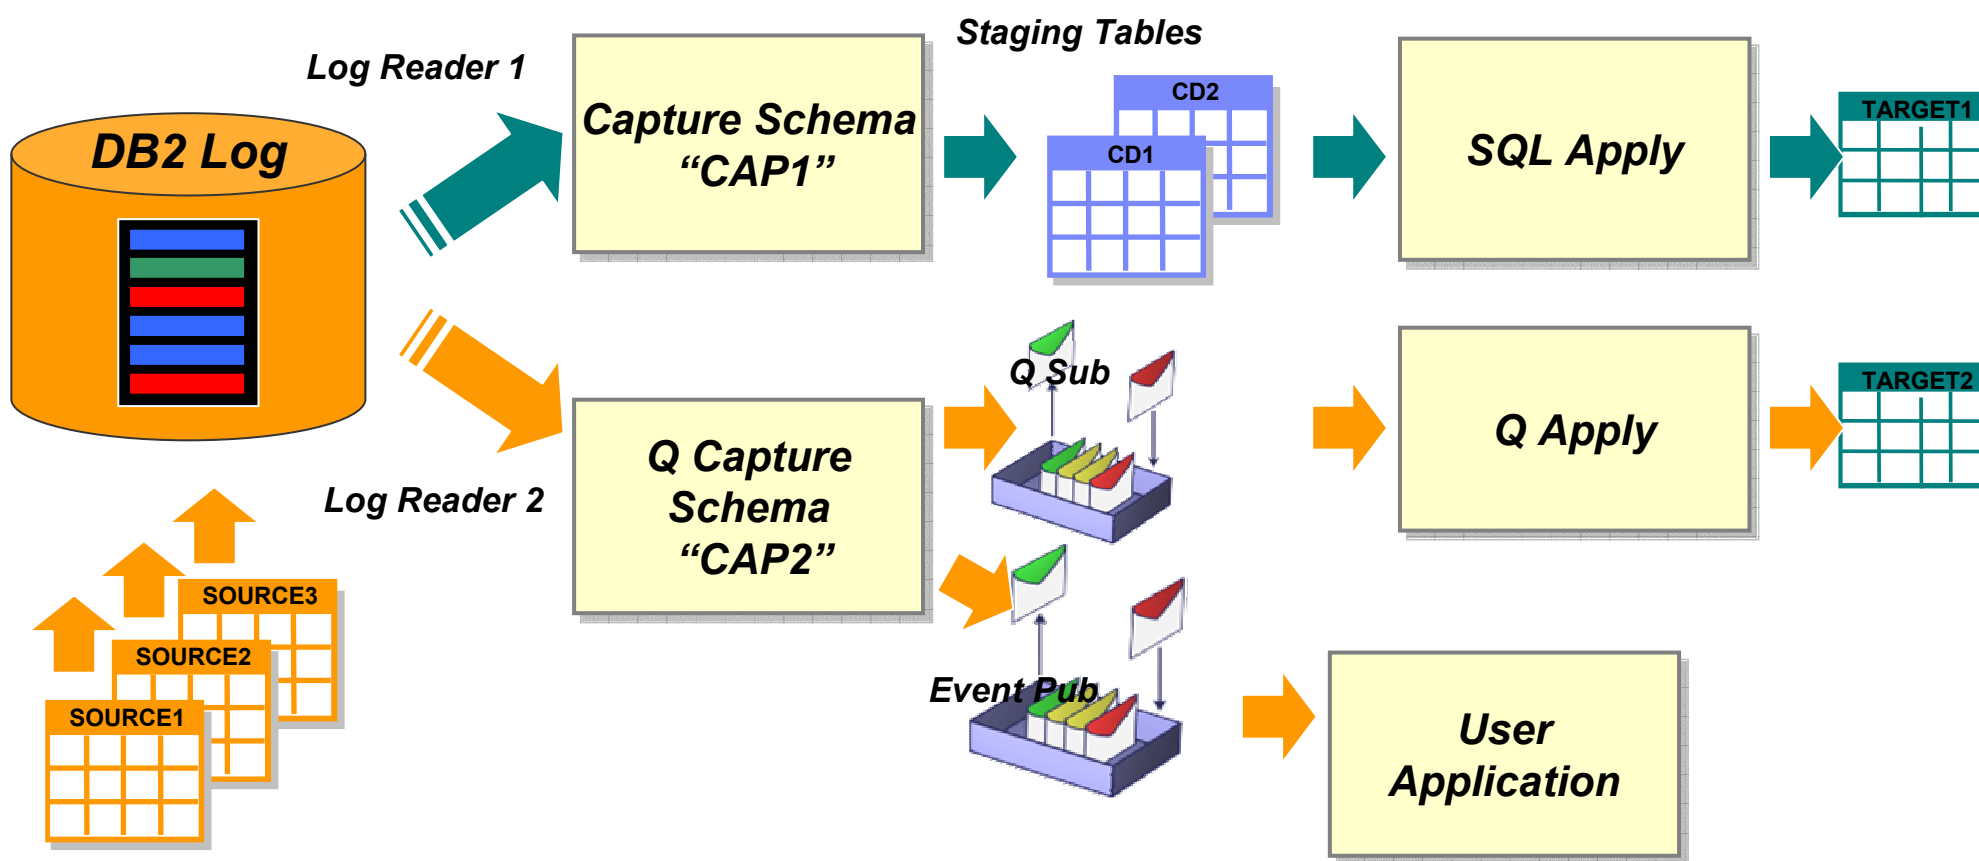 Staging Tables
Log Reader 1
DB2 Log
Capture Schema
“CAP1”
CD2
CD1
SQL Apply
TARGET1
Log Reader 2
Q Capture
Schema
“CAP2”
Q Sub
Q Apply
TARGET2
SOURCE3
SOURCE2
SOURCE1
Event Pub
User
Application